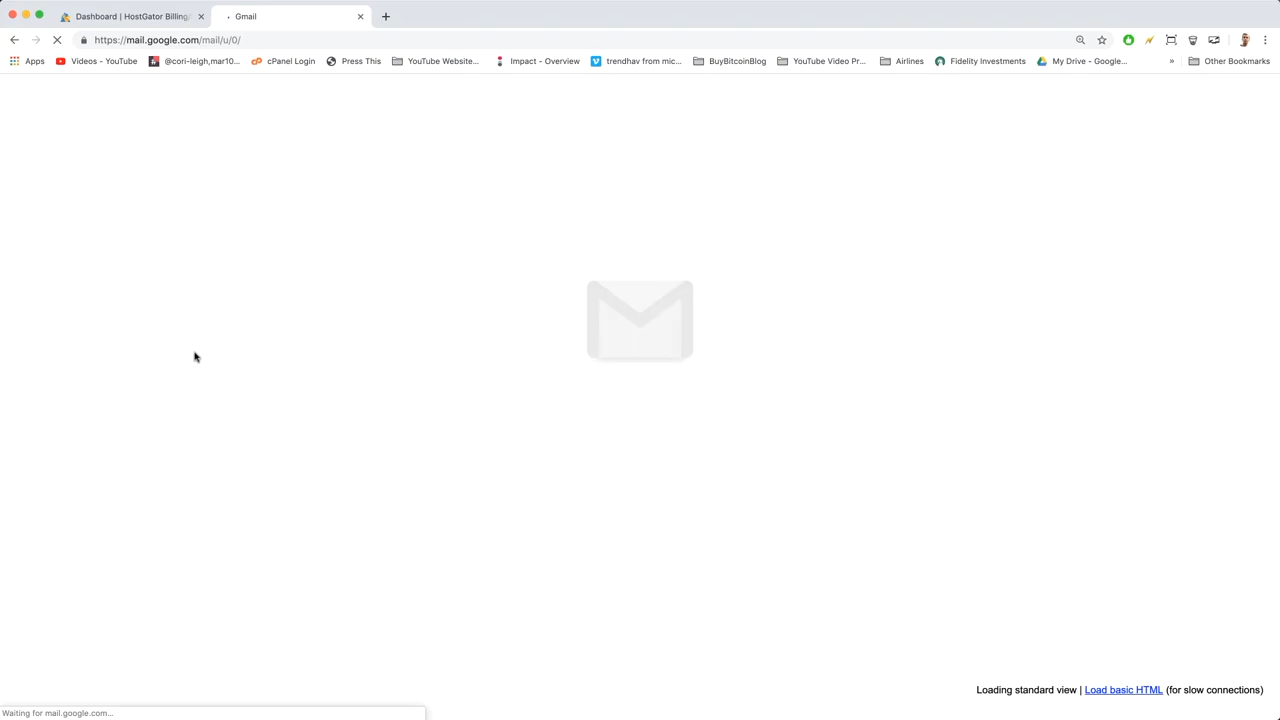 Dashboard | HostGator Billing/
Gmail
https://mail.google.com/mail/u/0/
Apps
Videos - YouTube
@cori-leigh,mar10...
cPanel Login
Press This
YouTube Website...
Impact - Overview
trendhav from mic...
BuyBitcoinBlog
YouTube Video Pr...
Airlines
Fidelity Investments
My Drive - Google...
»
Other Bookmarks
Loading standard view | Load basic HTML (for slow connections)
Waiting for mail.google.com...